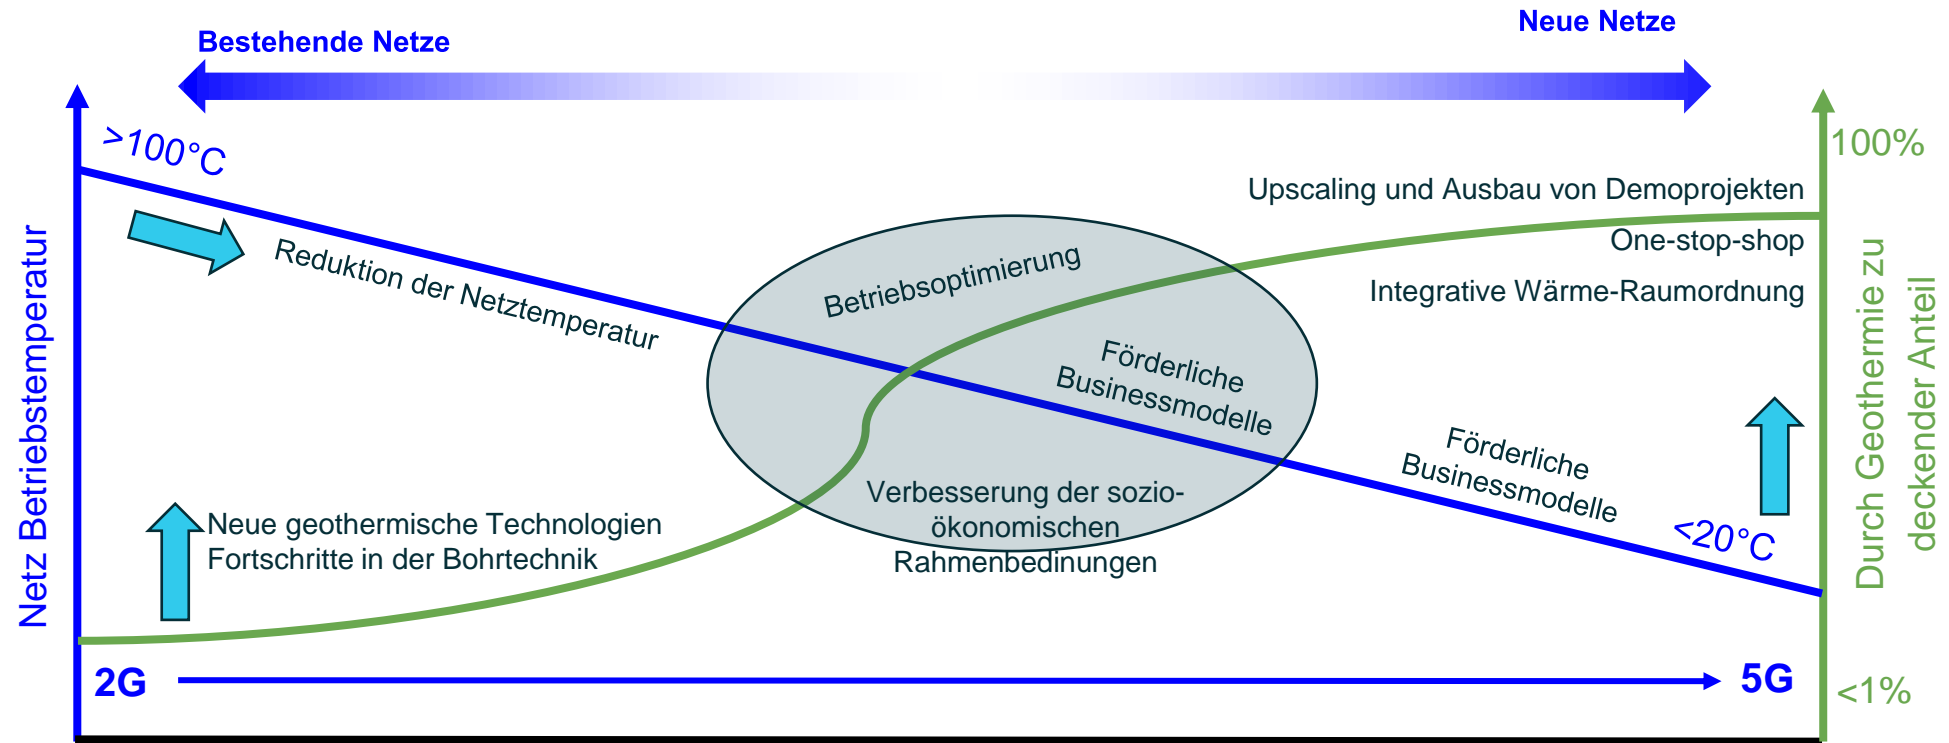 Bestehende Netze
Neue Netze
>100°C
100%
Netz Betriebstemperatur
Reduktion der Netztemperatur
Betriebsoptimierung
Upscaling und Ausbau von Demoprojekten
One-stop-shop
Integrative Wärme-Raumordnung
Förderliche
Businessmodelle
Förderliche
Businessmodelle
Verbesserung der sozio-
ökonomischen
Rahmenbedinungen
Neue geothermische Technologien
Fortschritte in der Bohrtechnik
<20°C
Durch Geothermie zu
deckender Anteil
2G
5G
<1%